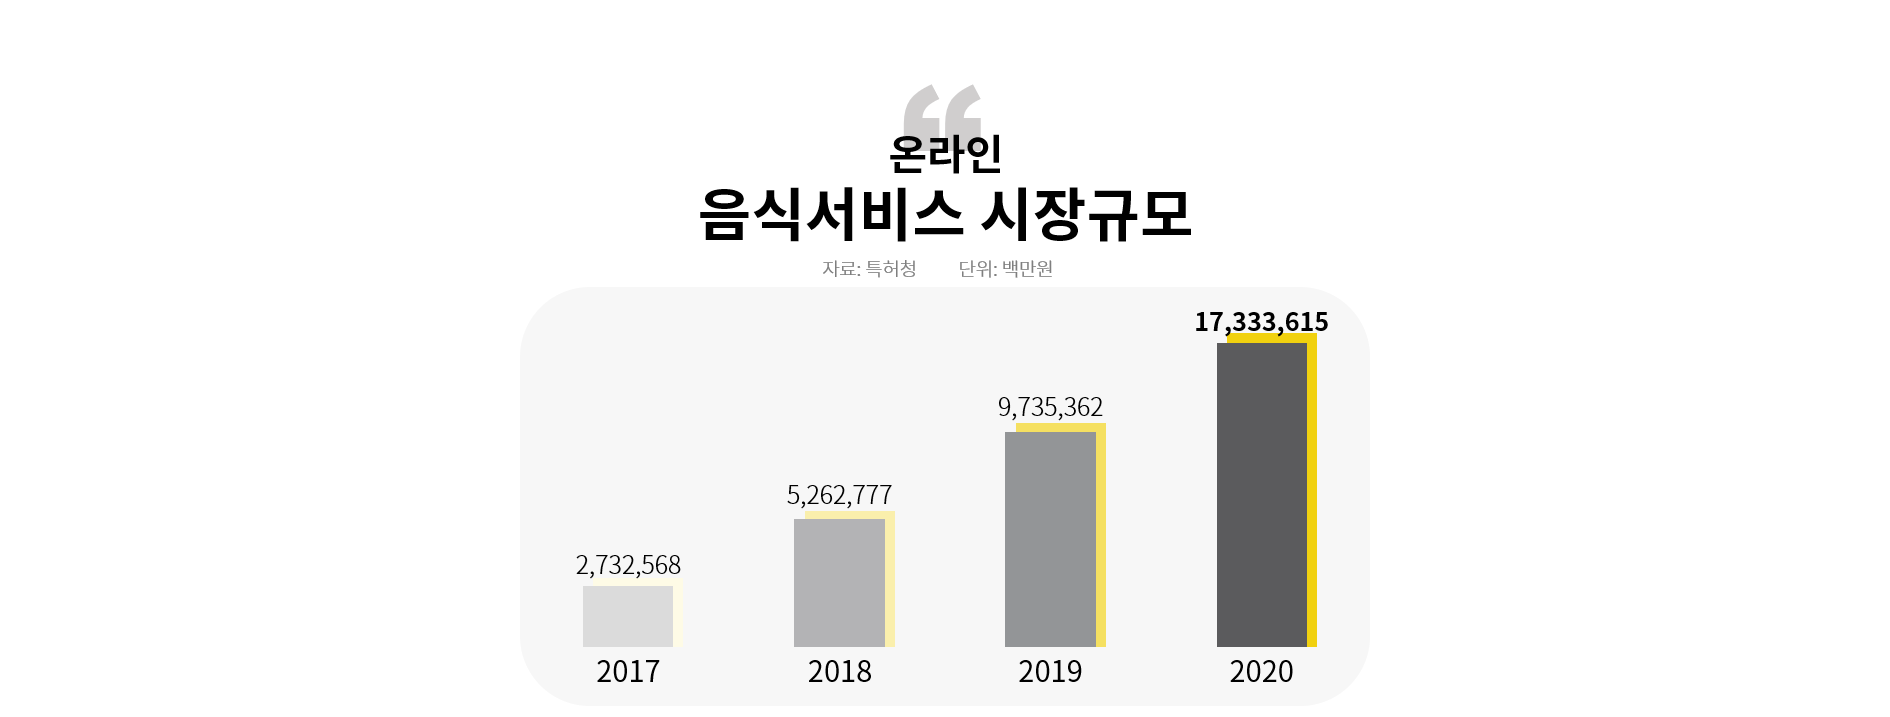 “
온라인
음식서비스 시장규모
자료: 특허청 단위: 백만원
17,333,615
9,735,362
5,262,777
2,732,568
2017 2018 2019 2020